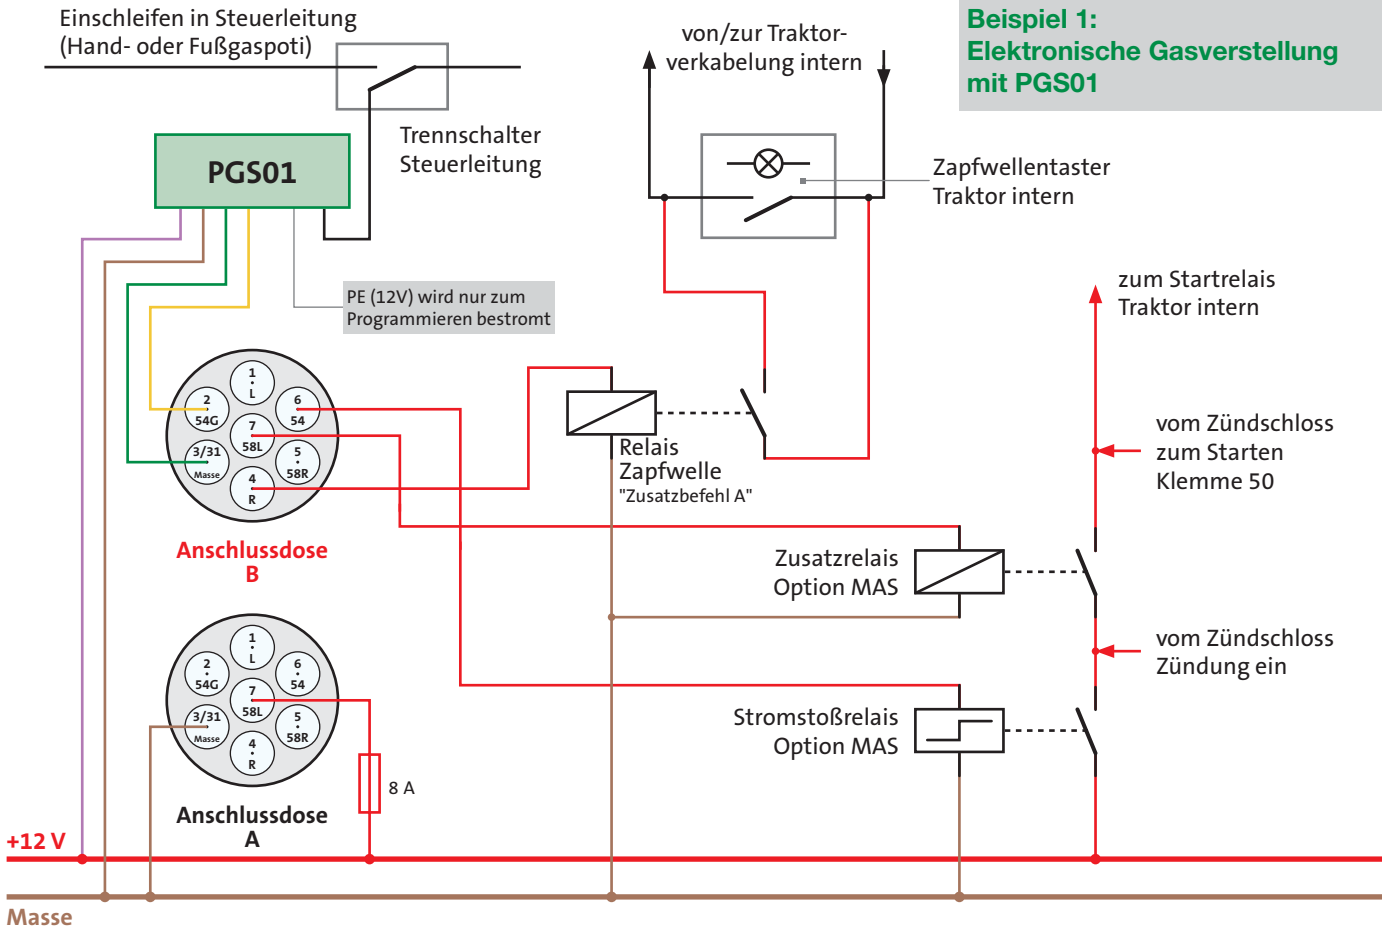 Einschleifen in Steuerleitung
(Hand- oder Fußgaspoti)
von/zur Traktor-
verkabelung intern
Beispiel 1:
Elektronische Gasverstellung
mit PGS01
Trennschalter
Steuerleitung
PGS01
Zapfwellentaster
Traktor intern
PE (12V) wird nur zum
Programmieren bestromt
zum Startrelais
Traktor intern
1
L
2
54G
6
54
7
58L
3/31
Masse
5
58R
4
R
Anschlussdose
B
Relais
Zapfwelle
"Zusatzbefehl A"
vom Zündschloss
zum Starten
Klemme 50
Zusatzrelais
Option MAS
vom Zündschloss
Zündung ein
1
L
2
54G
6
54
7
58L
3/31
Masse
5
58R
4
R
Stromstoßrelais
Option MAS
8 A
Anschlussdose
A
+12 V
Masse